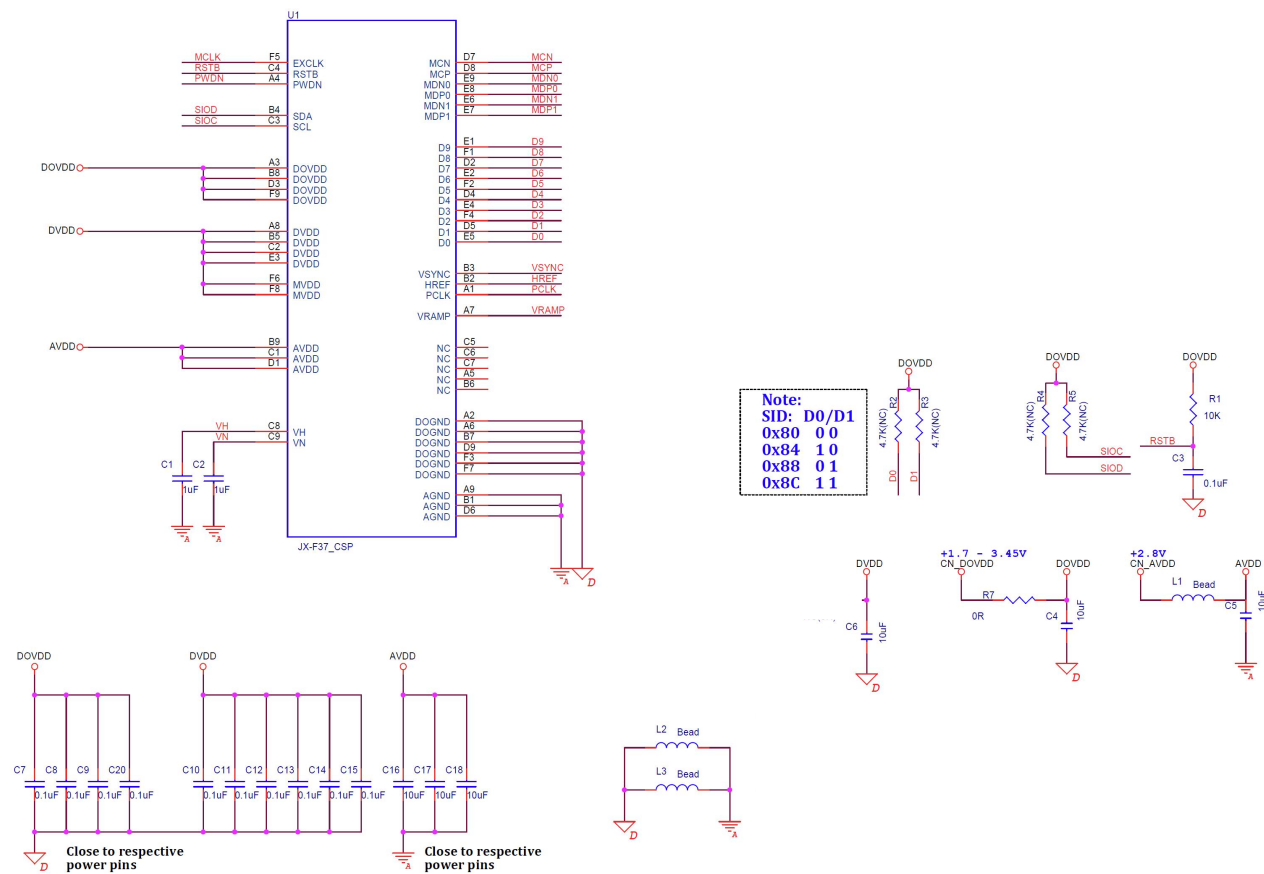 U1
MCLK F5 EXCLK
RSTB C4 RSTB
PWDN A4 PWDN
SIOD B4 SDA
SIOC C3 SCL
DOVDD A3 DOVDD
B8 DOVDD
D3 DOVDD
F9 DOVDD
DVDD A8 DVDD
B5 DVDD
C2 DVDD
E3 DVDD
F6 MVDD
F8 MVDD
AVDD B9 AVDD
C1 AVDD
D1 AVDD
VH C8 VH
VN C9 VN
C1 C2
1uF 1uF
A A
MCN D7 MCN
MCP D8 MCP
MDN0 E9 MDN0
MDP0 E8 MDP0
MDN1 E6 MDN1
MDP1 E7 MDP1
D9 E1 D9
D8 F1 D8
D7 D2 D7
D6 E2 D6
D5 F2 D5
D4 D4 D4
D3 E4 D3
D2 F4 D2
D1 D5 D1
D0 E5 D0
VSYNC B3 VSYNC
HREF B2 HREF
PCLK A1 PCLK
VRAMP A7 VRAMP
NC C5
NC C6
NC C7
NC A5
NC B6
DOGND A2
DOGND A6
DOGND B7
DOGND D9
DOGND F3
DOGND F7
AGND A9
AGND B1
AGND D6
A D
JX-F37_CSP
Note:
SID: D0/D1
0x80 0 0
0x84 1 0
0x88 0 1
0x8C 1 1
DOVDD
R2 R3
4.7K(NC) 4.7K(NC)
D0 D1
DOVDD
R4 R5
4.7K(NC) 4.7K(NC)
SIOC
SIOD
DOVDD
R1
10K
RSTB
C3
0.1uF
D
DVDD
C6 10uF
D
+1.7 - 3.45V
CN_DOVDD DOVDD
R7
0R
C4 10uF
D
+2.8V
CN_AVDD AVDD
L1 Bead
C5 10uF
A
DOVDD
C7 C8 C9 C20
0.1uF 0.1uF 0.1uF 0.1uF
D
Close to respective
power pins
DVDD
C10 C11 C12 C13 C14 C15
0.1uF 0.1uF 0.1uF 0.1uF 0.1uF 0.1uF
AVDD
C16 C17 C18
10uF 10uF 10uF
A
Close to respective
power pins
L2 Bead
L3 Bead
D A